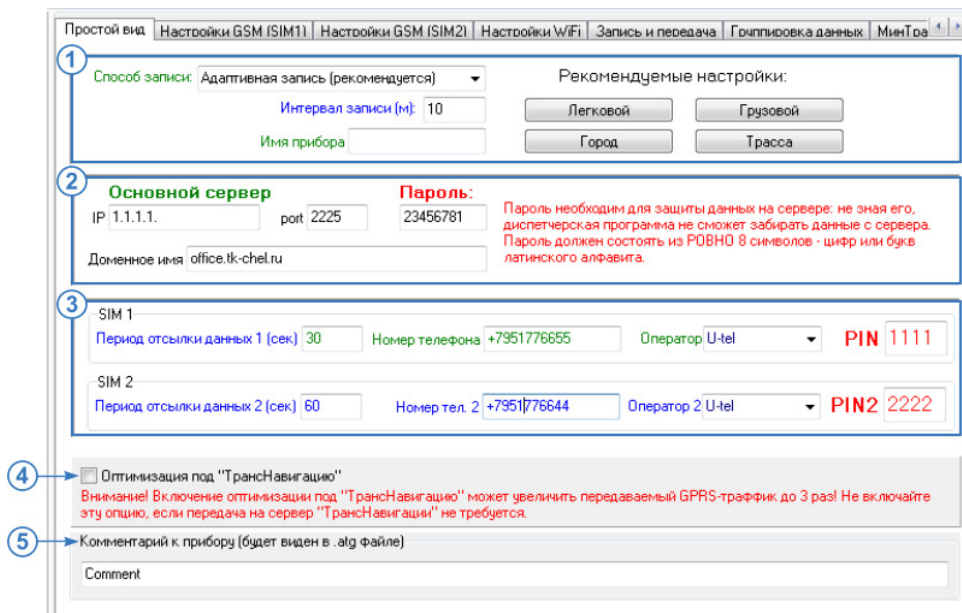 Простой вид Настройки GSM (SIM1) Настройки GSM (SIM2) Настройки WiFi Запись и передача Группировка данных МинТра
1
Способ записи: Адаптивная запись (рекомендуется) Рекомендуемые настройки:
Интервал записи (м): 10 Легковой Грузовой
Имя прибора Город Трасса
2
Основной сервер Пароль:
IP 1.1.1.1. port 2225 23456781
Пароль необходим для защиты данных на сервере: не зная его,
диспетчерская программа не сможет забирать данные с сервера.
Пароль должен состоять из РОВНО 8 символов - цифр или букв
латинского алфавита.
Доменное имя office.tk-chel.ru
3
SIM 1
Период отсылки данных 1 (сек) 30 Номер телефона +7951776655 Оператор U-tel PIN 1111
SIM 2
Период отсылки данных 2 (сек) 60 Номер тел. 2 +7951776644 Оператор 2 U-tel PIN2 2222
4 Оптимизация под "ТрансНавигацию"
Внимание! Включение оптимизации под "ТрансНавигацию" может увеличить передаваемый GPRS-траффик до 3 раз! Не включайте
эту опцию, если передача на сервер "ТрансНавигации" не требуется.
5 Комментарий к прибору (будет виден в .atg файле)
Comment